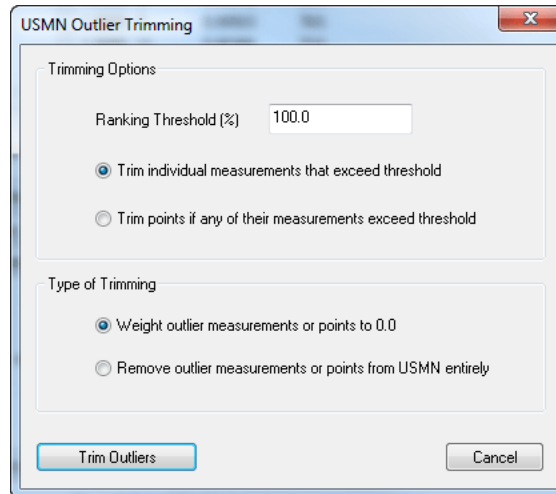 USMN Outlier Trimming
Trimming Options
Ranking Threshold (%) 100.0
Trim individual measurements that exceed threshold
Trim points if any of their measurements exceed threshold
Type of Trimming
Weight outlier measurements or points to 0.0
Remove outlier measurements or points from USMN entirely
Trim Outliers Cancel